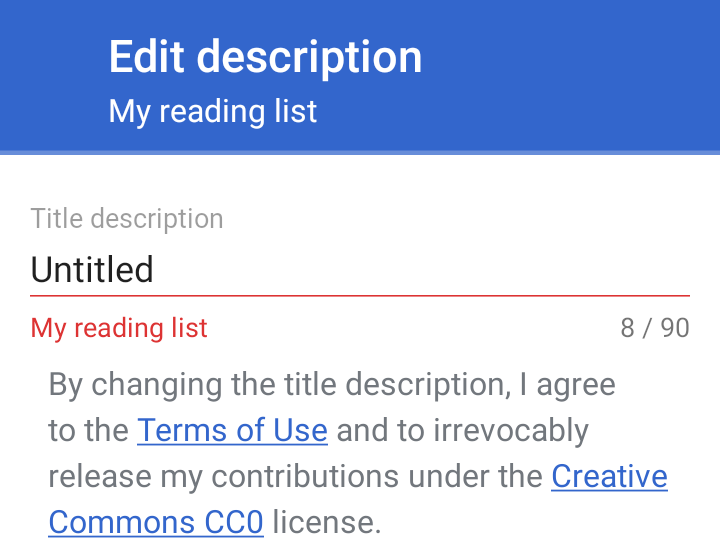 Edit description
My reading list
Title description
Untitled
My reading list 8 / 90
By changing the title description, I agree
to the Terms of Use and to irrevocably
release my contributions under the Creative
Commons CC0 license.